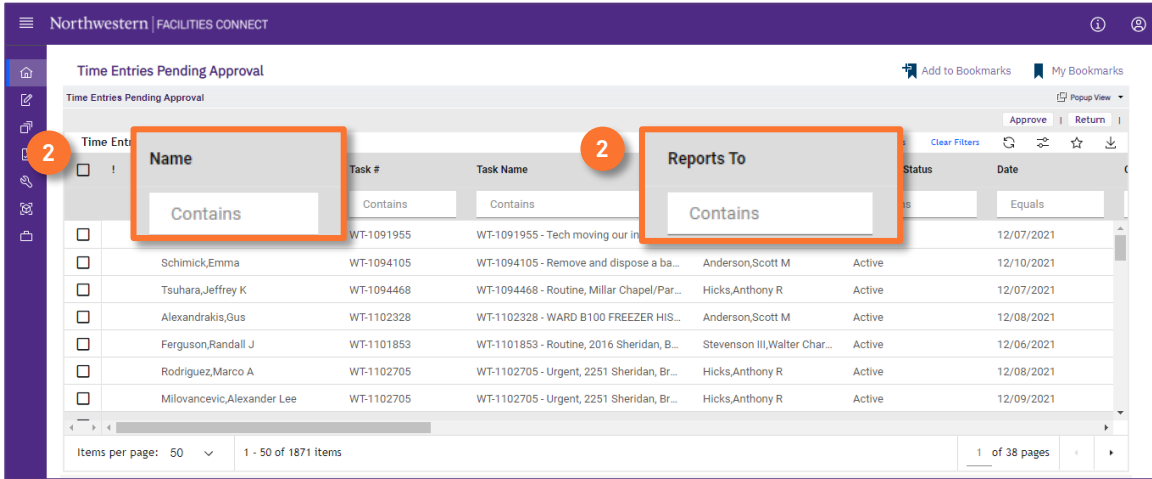 Northwestern | FACILITIES CONNECT
Time Entries Pending Approval
Add to Bookmarks My Bookmarks
Time Entries Pending Approval Popup View
Approve | Return |
Time Entr Clear Filters
2 2
Name Reports To
! Task # Task Name Status Date
Contains Contains Contains Contains Equals
WT-1091955 WT-1091955 - Tech moving our in 12/07/2021
Schimick,Emma WT-1094105 WT-1094105 - Remove and dispose a ba... Anderson,Scott M Active 12/10/2021
Tsuhara,Jeffrey K WT-1094468 WT-1094468 - Routine, Millar Chapel/Par... Hicks,Anthony R Active 12/07/2021
Alexandrakis,Gus WT-1102328 WT-1102328 - WARD B100 FREEZER HIS... Anderson,Scott M Active 12/08/2021
Ferguson,Randall J WT-1101853 WT-1101853 - Routine, 2016 Sheridan, B... Stevenson III,Walter Char... Active 12/06/2021
Rodriguez,Marco A WT-1102705 WT-1102705 - Urgent, 2251 Sheridan, Br... Hicks,Anthony R Active 12/08/2021
Milovancevic,Alexander Lee WT-1102705 WT-1102705 - Urgent, 2251 Sheridan, Br... Hicks,Anthony R Active 12/09/2021
Items per page: 50 1 - 50 of 1871 items 1 of 38 pages